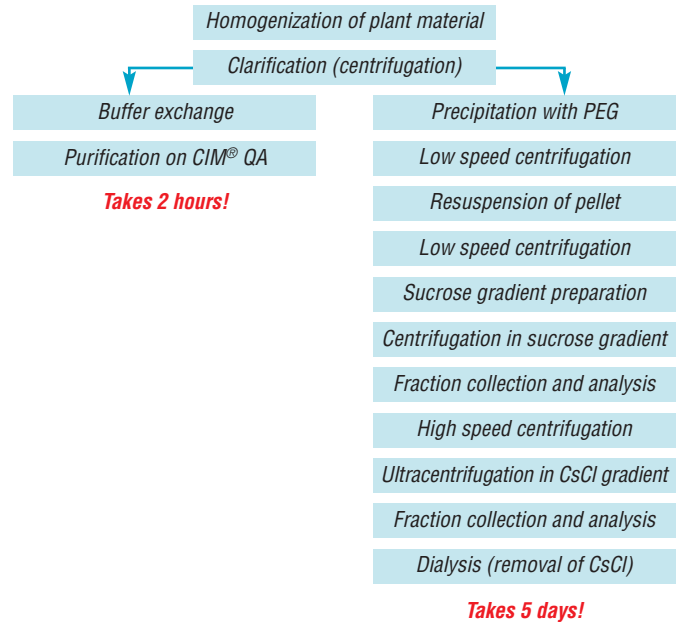 Homogenization of plant material
Clarification (centrifugation)
Buffer exchange
Purification on CIM® QA
Takes 2 hours!
Precipitation with PEG
Low speed centrifugation
Resuspension of pellet
Low speed centrifugation
Sucrose gradient preparation
Centrifugation in sucrose gradient
Fraction collection and analysis
High speed centrifugation
Ultracentrifugation in CsCl gradient
Fraction collection and analysis
Dialysis (removal of CsCl)
Takes 5 days!